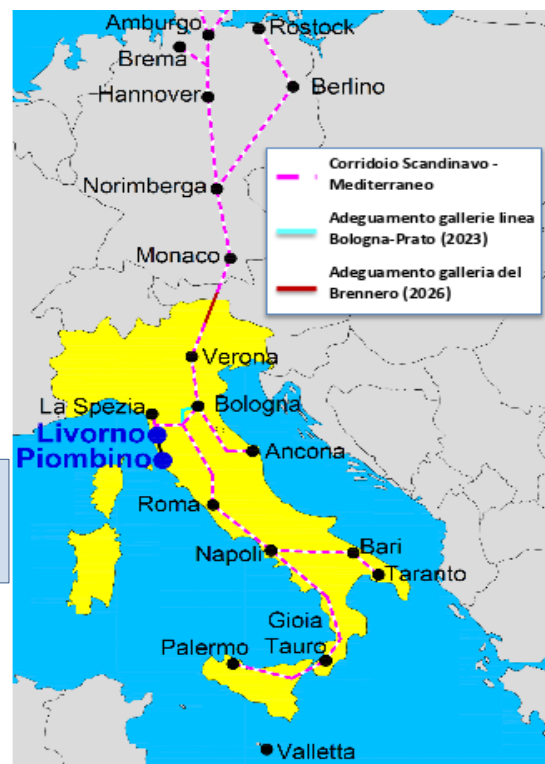 Amburgo
Rostock
Brema
Hannover
Berlino
Corridoio Scandinavo -
Mediterraneo
Norimberga
Adeguamento gallerie linea
Bologna-Prato (2023)
Monaco
Adeguamento galleria del
Brennero (2026)
Verona
La Spezia
Bologna
Livorno
Piombino
Ancona
Roma
Napoli
Bari
Taranto
Gioia
Tauro
Palermo
Valletta